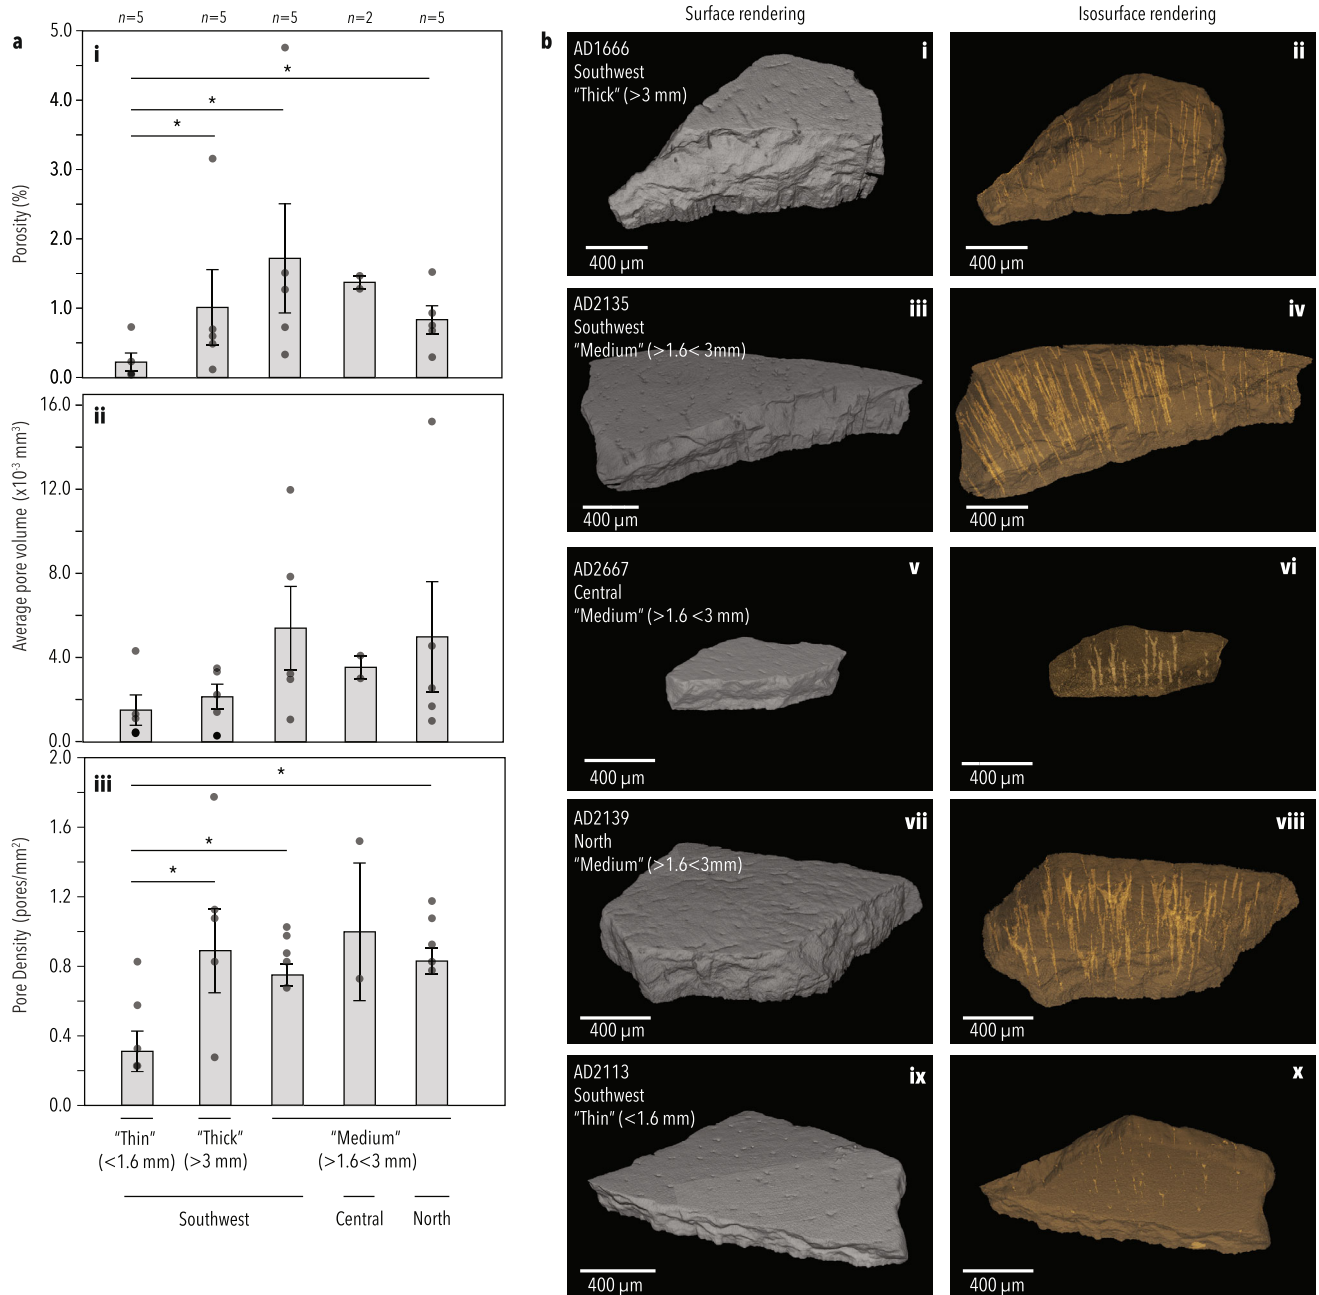 a
n=5
n=5
n=5
n=2
n=5
i
5.0
4.0
3.0
2.0
1.0
0.0
Porosity (%)
*
*
*
ii
16.0
12.0
8.0
4.0
0.0
Average pore volume (x10⁻³ mm³)
iii
2.0
1.6
1.2
0.8
0.4
0.0
Pore Density (pores/mm²)
*
*
*
"Thin"
(<1.6 mm)
"Thick"
(>3 mm)
"Medium"
(>1.6<3 mm)
Southwest
Central
North
b
Surface rendering
Isosurface rendering
AD1666
Southwest
"Thick" (>3 mm)
i
400 µm
ii
400 µm
AD2135
Southwest
"Medium" (>1.6< 3mm)
iii
400 µm
iv
400 µm
AD2667
Central
"Medium" (>1.6 <3 mm)
v
400 µm
vi
400 µm
AD2139
North
"Medium" (>1.6<3mm)
vii
400 µm
viii
400 µm
AD2113
Southwest
"Thin" (<1.6 mm)
ix
400 µm
x
400 µm